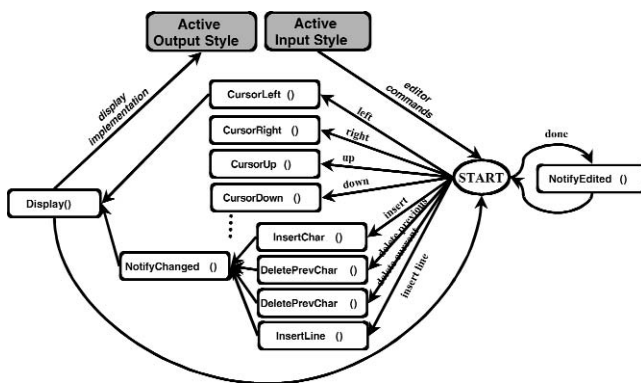 Active
Output Style
Active
Input Style
display
implementation
editor
commands
CursorLeft ()
left
CursorRight ()
right
CursorUp ()
up
CursorDown ()
down
START
done
NotifyEdited ()
Display()
insert
InsertChar ()
delete previous
NotifyChanged ()
DeletePrevChar ()
delete current
DeletePrevChar ()
insert line
InsertLine ()